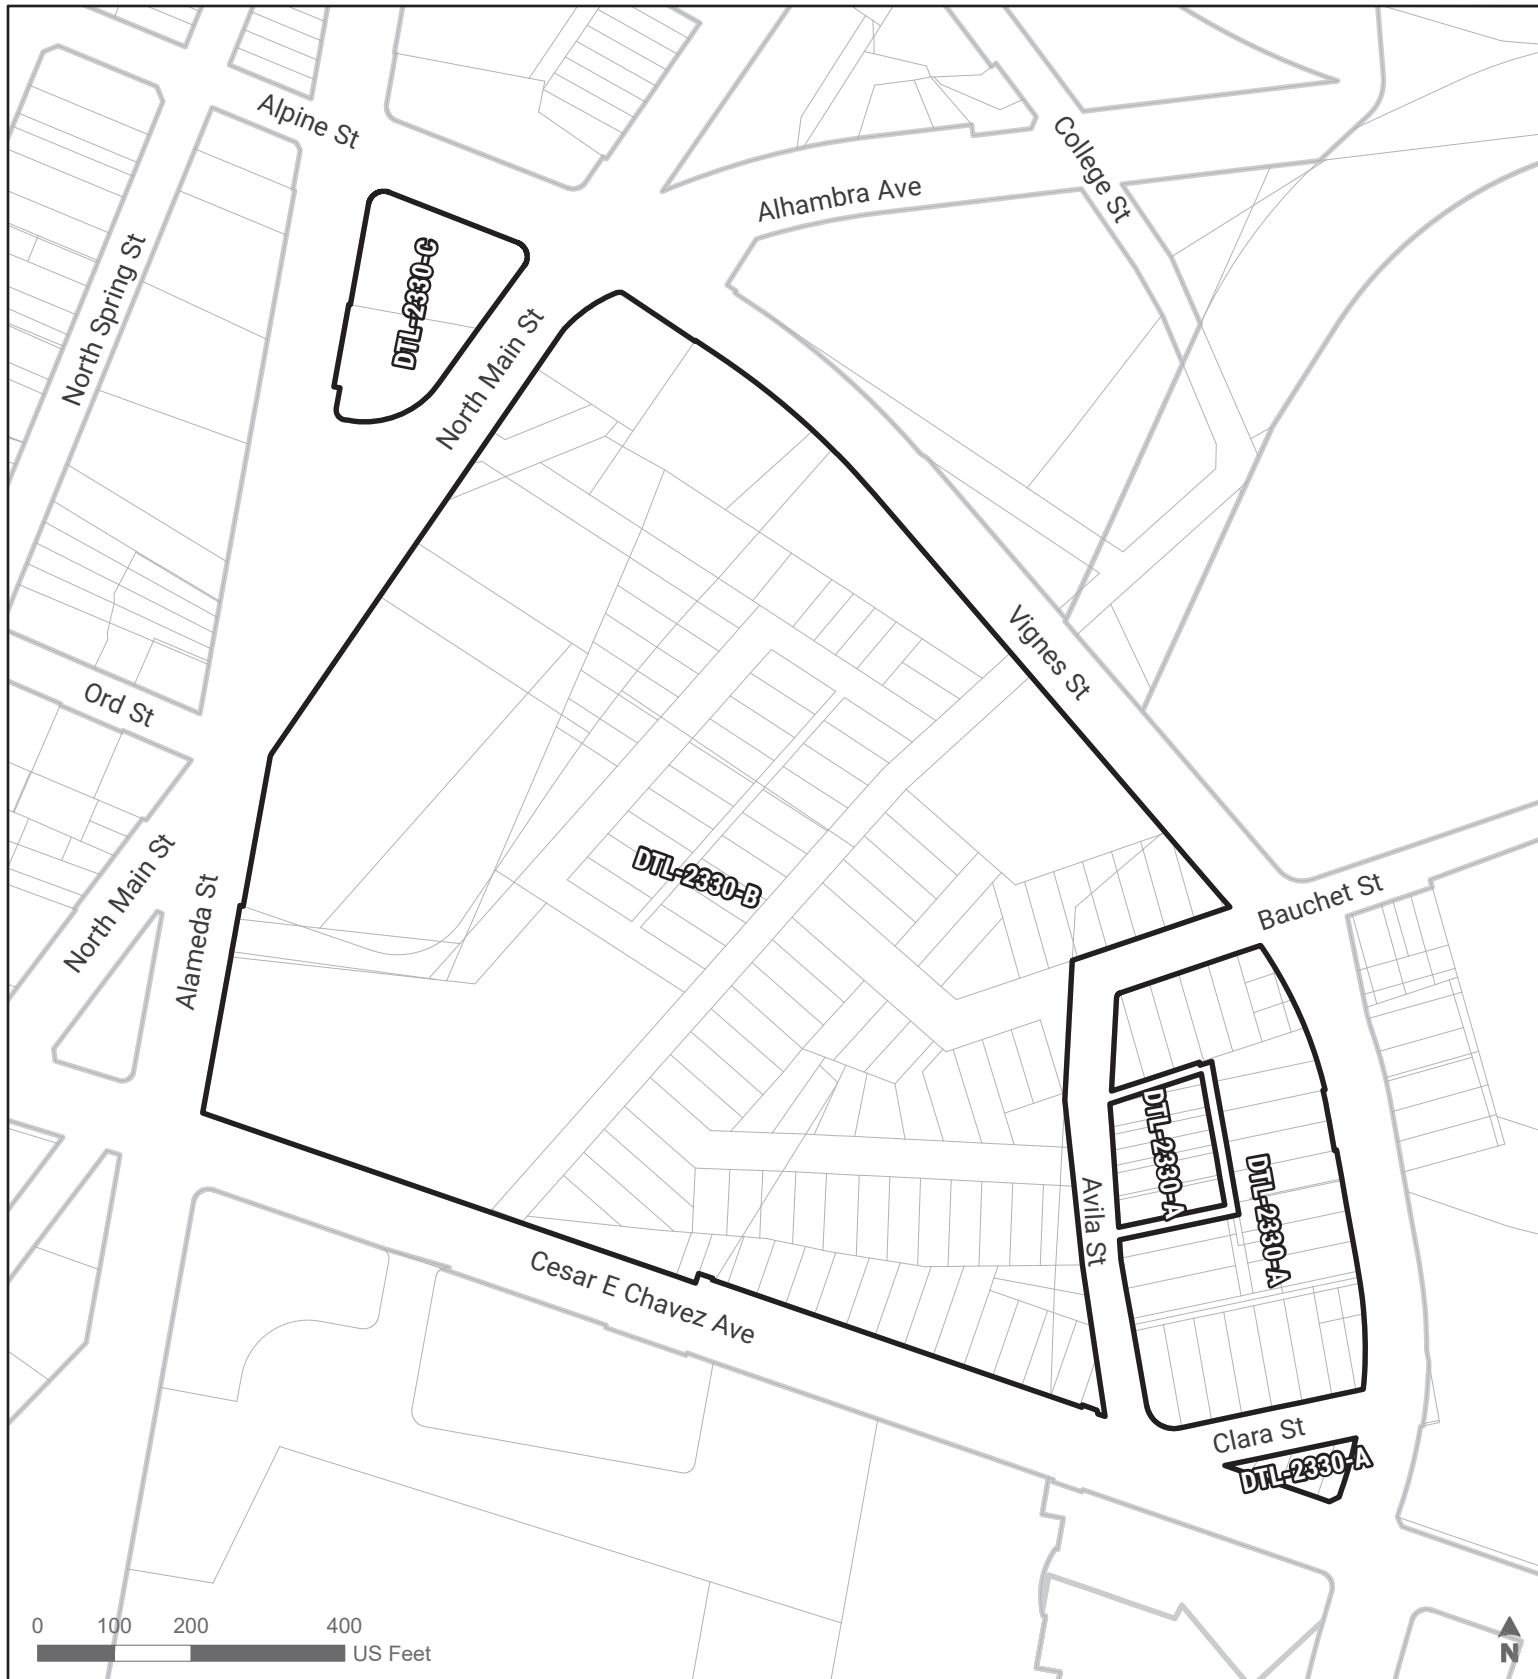 Alpine St
College St
Alhambra Ave
North Spring St
DTL-2330-C
North Main St
Vignes St
Ord St
DTL-2330-B
North Main St
Alameda St
Bauchet St
DTL-2330-A
DTL-2330-A
Avila St
Cesar E Chavez Ave
Clara St
DTL-2330-A
0 100 200 400
US Feet
N